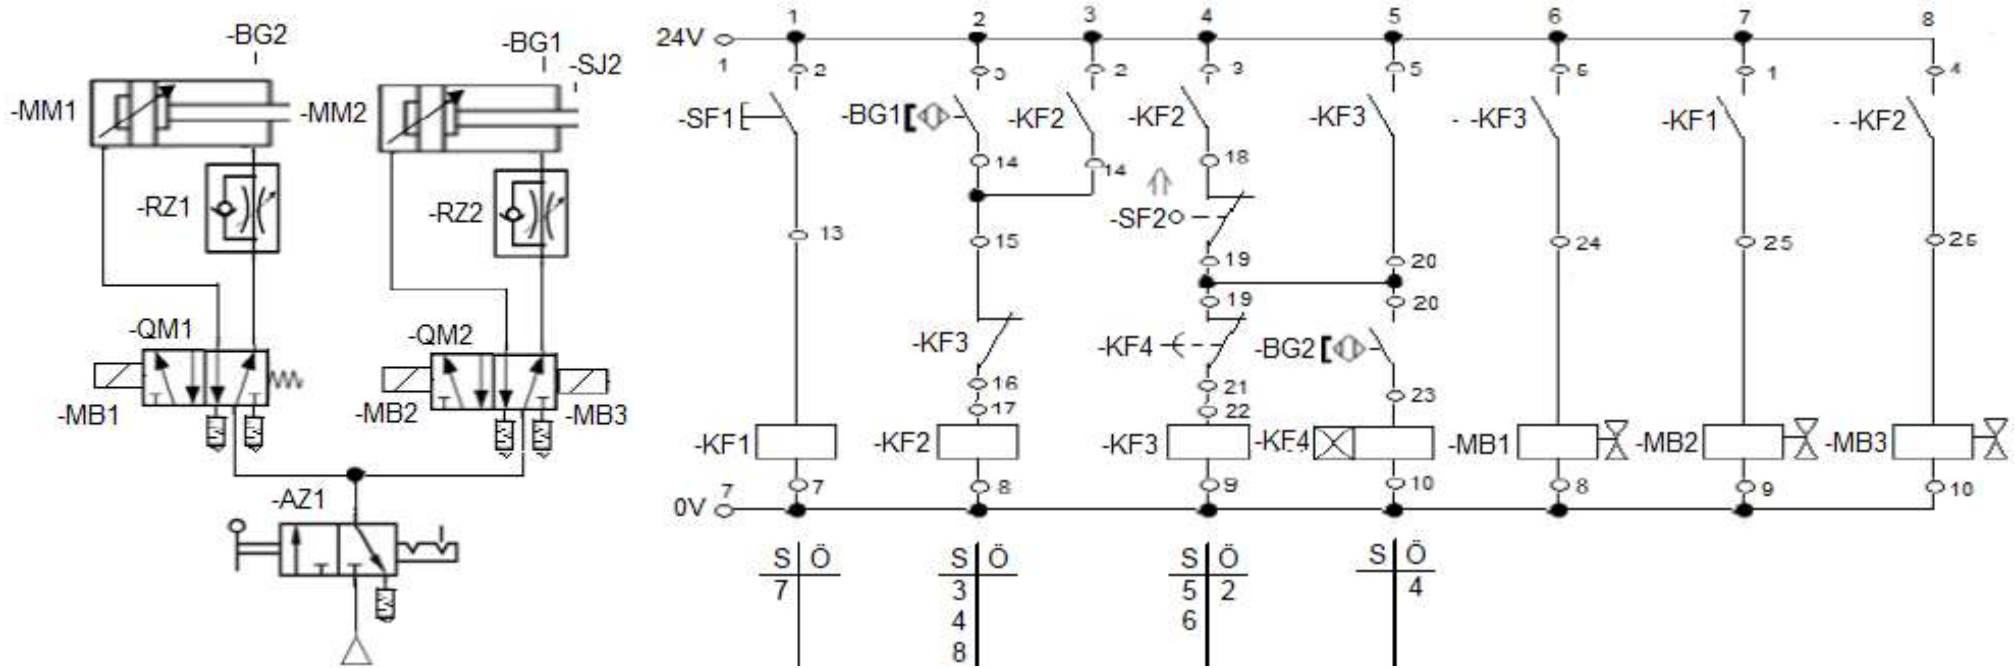 -BG2
-BG1
-SJ2
-MM1
-MM2
-RZ1
-RZ2
-QM1
-QM2
-MB1
-MB2
-MB3
-AZ1
1 2 3 4 5 6 7 8
24V
1 2 3 2 3 5 5 1 4
-SF1 -BG1 -KF2 -KF2 -KF3 - -KF3 -KF1 - -KF2
14 14 18
-SF2
13 15 19 20 24 25 25
19 20
-KF3 -KF4 -BG2
16 21 23
17 22
-KF1 -KF2 -KF3 -KF4 -MB1 -MB2 -MB3
0V 7 7 8 9 10 8 9 10
S Ö S Ö S Ö S Ö
7 3 5 2 4
4 6
8